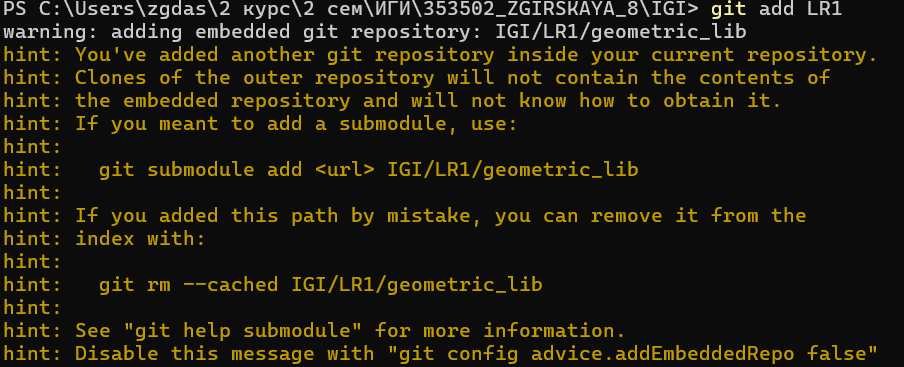 PS C:\Users\zgdas\2 курс\2 сем\ИГИ\353502_ZGIRSKAYA_8\IGI> git add LR1
warning: adding embedded git repository: IGI/LR1/geometric_lib
hint: You've added another git repository inside your current repository.
hint: Clones of the outer repository will not contain the contents of
hint: the embedded repository and will not know how to obtain it.
hint: If you meant to add a submodule, use:
hint:
hint:   git submodule add <url> IGI/LR1/geometric_lib
hint:
hint: If you added this path by mistake, you can remove it from the
hint: index with:
hint:
hint:   git rm --cached IGI/LR1/geometric_lib
hint:
hint: See "git help submodule" for more information.
hint: Disable this message with "git config advice.addEmbeddedRepo false"